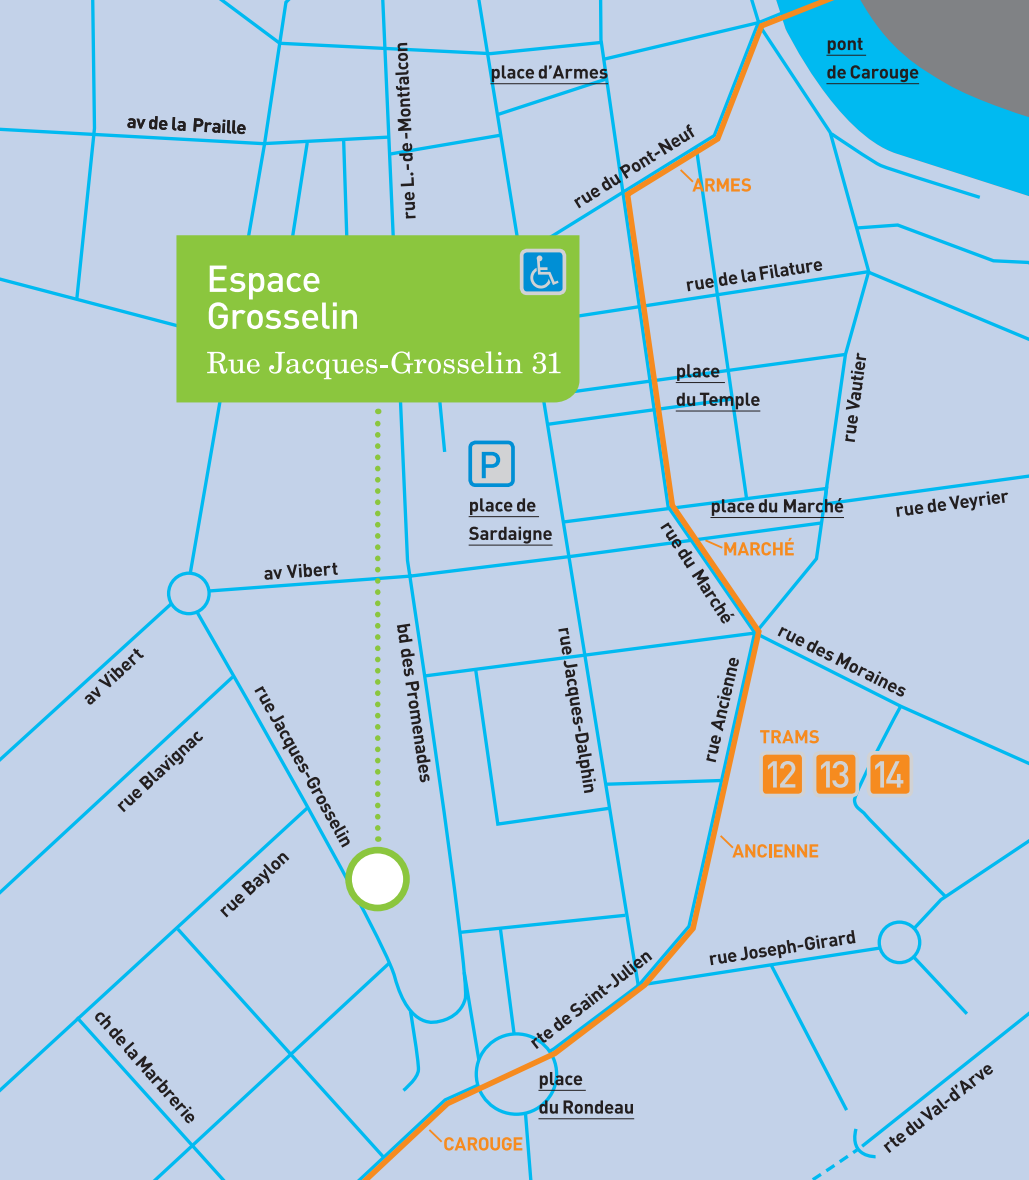 pont
de Carouge
place d'Armes
rue L.-de-Montfalcon
av de la Praille
rue du Pont-Neuf
ARMES
Espace
Grosselin
Rue Jacques-Grosselin 31
rue de la Filature
place
du Temple
rue Vautier
P
place de
Sardaigne
place du Marché
rue de Veyrier
rue du Marché
MARCHÉ
av Vibert
av Vibert
rue Jacques-Grosselin
bd des Promenades
rue Jacques-Dalphin
rue Ancienne
rue des Moraines
TRAMS
12 13 14
rue Blavignac
rue Baylon
ANCIENNE
rue Joseph-Girard
rte de Saint-Julien
ch de la Marbrerie
place
du Rondeau
rte du Val-d'Arve
CAROUGE